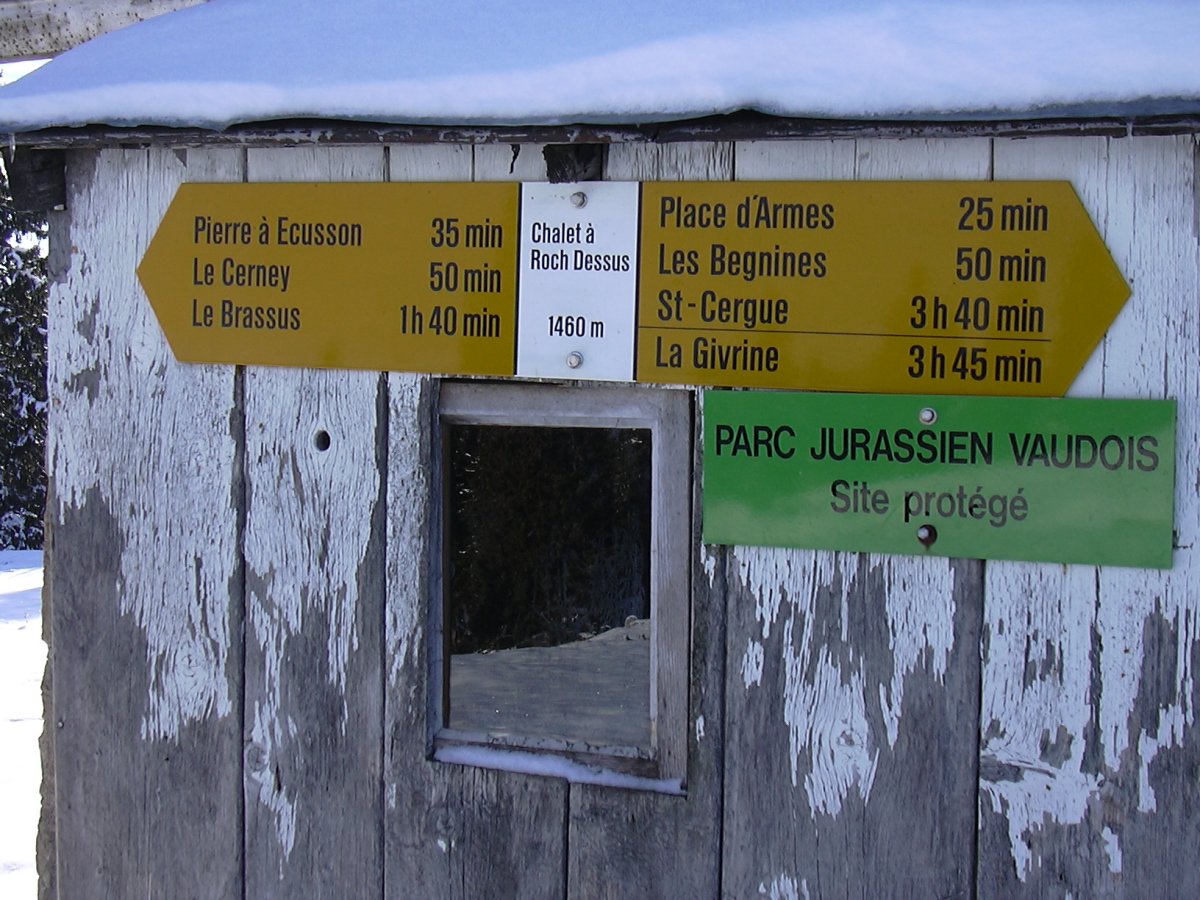 Pierre à Ecusson 35 min
Le Cerney 50 min
Le Brassus 1h 40 min
Chalet à
Roch Dessus
1460 m
Place d'Armes 25 min
Les Begnines 50 min
St-Cergue 3 h 40 min
La Givrine 3 h 45 min
PARC JURASSIEN VAUDOIS
Site protégé